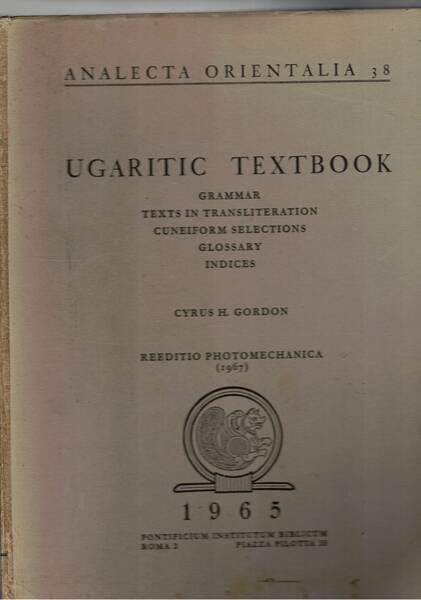 ANALECTA ORIENTALIA 38
UGARITIC TEXTBOOK
GRAMMAR
TEXTS IN TRANSLITERATION
CUNEIFORM SELECTIONS
GLOSSARY
INDICES
CYRUS H. GORDON
REEDITIO PHOTOMECHANICA
(1967)
1965
PONTIFICIUM INSTITUTUM BIBLICUM
ROMA 2 PIAZZA PILOTTA 35